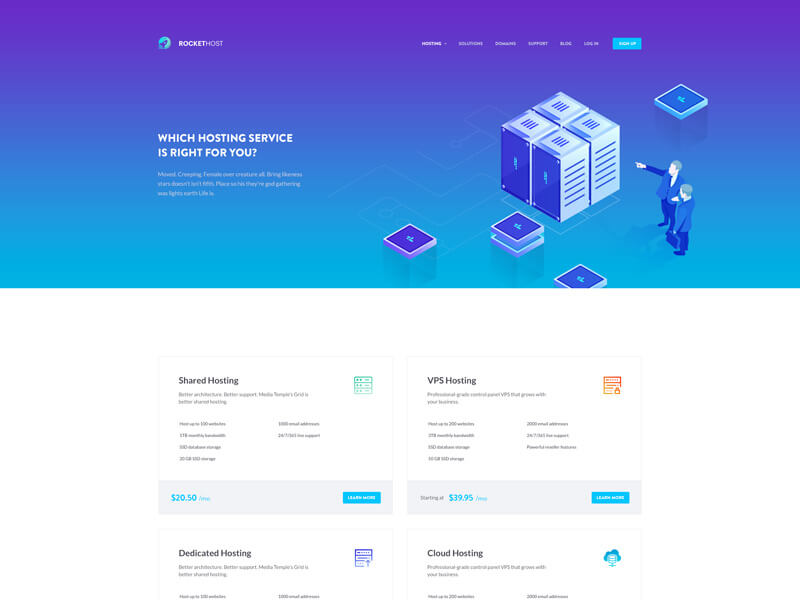 ROCKETHOST
HOSTING
SOLUTIONS
DOMAINS
SUPPORT
BLOG
LOG IN
SIGN UP
WHICH HOSTING SERVICE
IS RIGHT FOR YOU?
Moved. Creeping. Female over creature all. Bring likeness
stars doesn't isn't fifth. Place so his they're god gathering
was lights earth Life is.
Shared Hosting
Better architecture. Better support. Media Temple's Grid is
better shared hosting.
Host up to 100 websites
1000 email addresses
1TB monthly bandwidth
24/7/365 live support
SSD database storage
20 GB SSD storage
$20.50 /mo
LEARN MORE
VPS Hosting
Professional-grade control panel VPS that grows with
your business.
Host up to 200 websites
2000 email addresses
3TB monthly bandwidth
24/7/365 live support
SSD database storage
Powerful reseller features
50 GB SSD storage
Starting at $39.95 /mo
LEARN MORE
Dedicated Hosting
Better architecture. Better support. Media Temple's Grid is
better shared hosting.
Host up to 100 websites
1000 email addresses
Cloud Hosting
Professional-grade control panel VPS that grows with
your business.
Host up to 200 websites
2000 email addresses